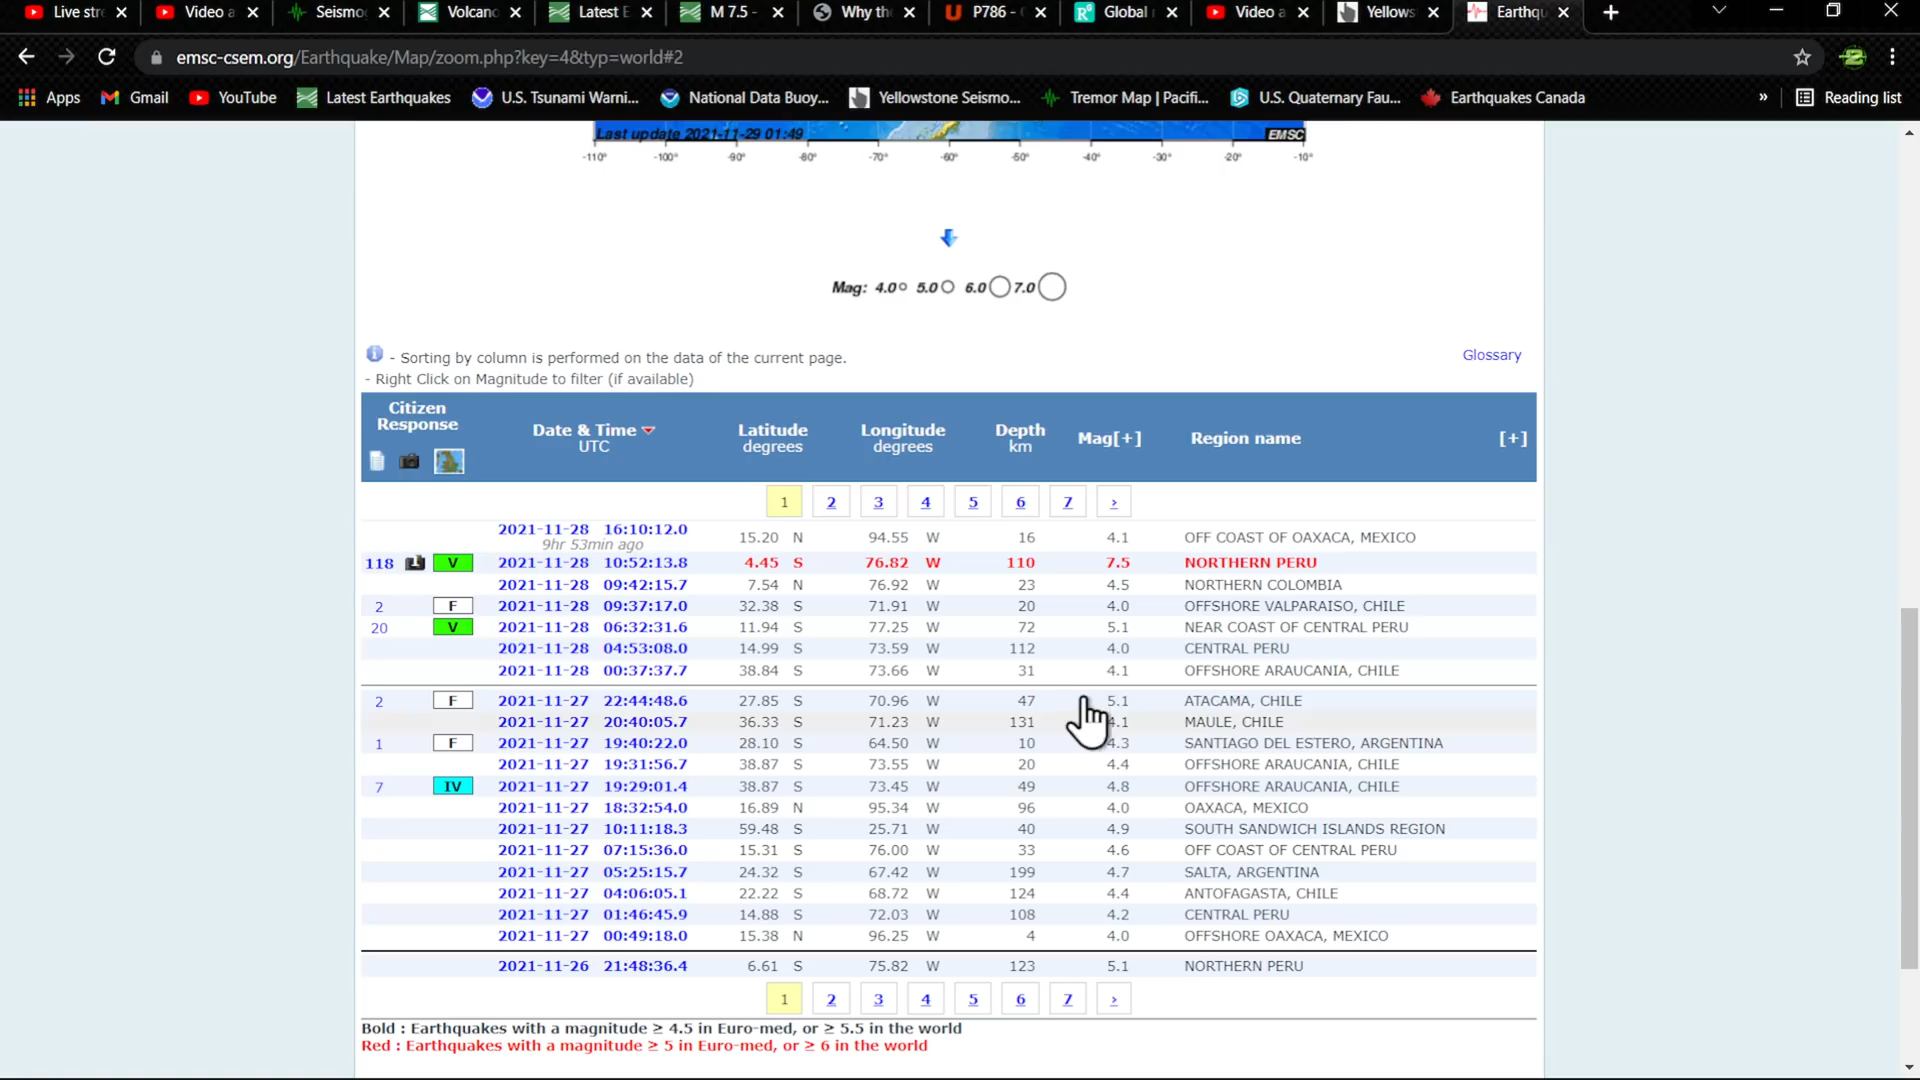 Live stre
Video a
Seismo
Volcano
Latest E
M 7.5 -
Why the
P786 -
Global
Video a
Yellows
Earthqu
emsc-csem.org/Earthquake/Map/zoom.php?key=4&typ=world#2
Apps Gmail YouTube Latest Earthquakes U.S. Tsunami Warni... National Data Buoy... Yellowstone Seismo... Tremor Map | Pacifi... U.S. Quaternary Fau... Earthquakes Canada » Reading list
Last update 2021-11-29 01:49 EMSC
-110° -100° -90° -80° -70° -60° -50° -40° -30° -20° -10°
Mag: 4.0 5.0 6.0 7.0
- Sorting by column is performed on the data of the current page. Glossary
- Right Click on Magnitude to filter (if available)
Citizen Response Date & Time UTC Latitude degrees Longitude degrees Depth km Mag[+] Region name [+]
1 2 3 4 5 6 7 ›
2021-11-28 16:10:12.0 15.20 N 94.55 W 16 4.1 OFF COAST OF OAXACA, MEXICO
9hr 53min ago
118 V 2021-11-28 10:52:13.8 4.45 S 76.82 W 110 7.5 NORTHERN PERU
2021-11-28 09:42:15.7 7.54 N 76.92 W 23 4.5 NORTHERN COLOMBIA
2 F 2021-11-28 09:37:17.0 32.38 S 71.91 W 20 4.0 OFFSHORE VALPARAISO, CHILE
20 V 2021-11-28 06:32:31.6 11.94 S 77.25 W 72 5.1 NEAR COAST OF CENTRAL PERU
2021-11-28 04:53:08.0 14.99 S 73.59 W 112 4.0 CENTRAL PERU
2021-11-28 00:37:37.7 38.84 S 73.66 W 31 4.1 OFFSHORE ARAUCANIA, CHILE
2 F 2021-11-27 22:44:48.6 27.85 S 70.96 W 47 5.1 ATACAMA, CHILE
2021-11-27 20:40:05.7 36.33 S 71.23 W 131 4.1 MAULE, CHILE
1 F 2021-11-27 19:40:22.0 28.10 S 64.50 W 10 4.3 SANTIAGO DEL ESTERO, ARGENTINA
2021-11-27 19:31:56.7 38.87 S 73.55 W 20 4.4 OFFSHORE ARAUCANIA, CHILE
7 IV 2021-11-27 19:29:01.4 38.87 S 73.45 W 49 4.8 OFFSHORE ARAUCANIA, CHILE
2021-11-27 18:32:54.0 16.89 N 95.34 W 96 4.0 OAXACA, MEXICO
2021-11-27 10:11:18.3 59.48 S 25.71 W 40 4.9 SOUTH SANDWICH ISLANDS REGION
2021-11-27 07:15:36.0 15.31 S 76.00 W 33 4.6 OFF COAST OF CENTRAL PERU
2021-11-27 05:25:15.7 24.32 S 67.42 W 199 4.7 SALTA, ARGENTINA
2021-11-27 04:06:05.1 22.22 S 68.72 W 124 4.4 ANTOFAGASTA, CHILE
2021-11-27 01:46:45.9 14.88 S 72.03 W 108 4.2 CENTRAL PERU
2021-11-27 00:49:18.0 15.38 N 96.25 W 4 4.0 OFFSHORE OAXACA, MEXICO
2021-11-26 21:48:36.4 6.61 S 75.82 W 123 5.1 NORTHERN PERU
1 2 3 4 5 6 7 ›
Bold : Earthquakes with a magnitude ≥ 4.5 in Euro-med, or ≥ 5.5 in the world
Red : Earthquakes with a magnitude ≥ 5 in Euro-med, or ≥ 6 in the world